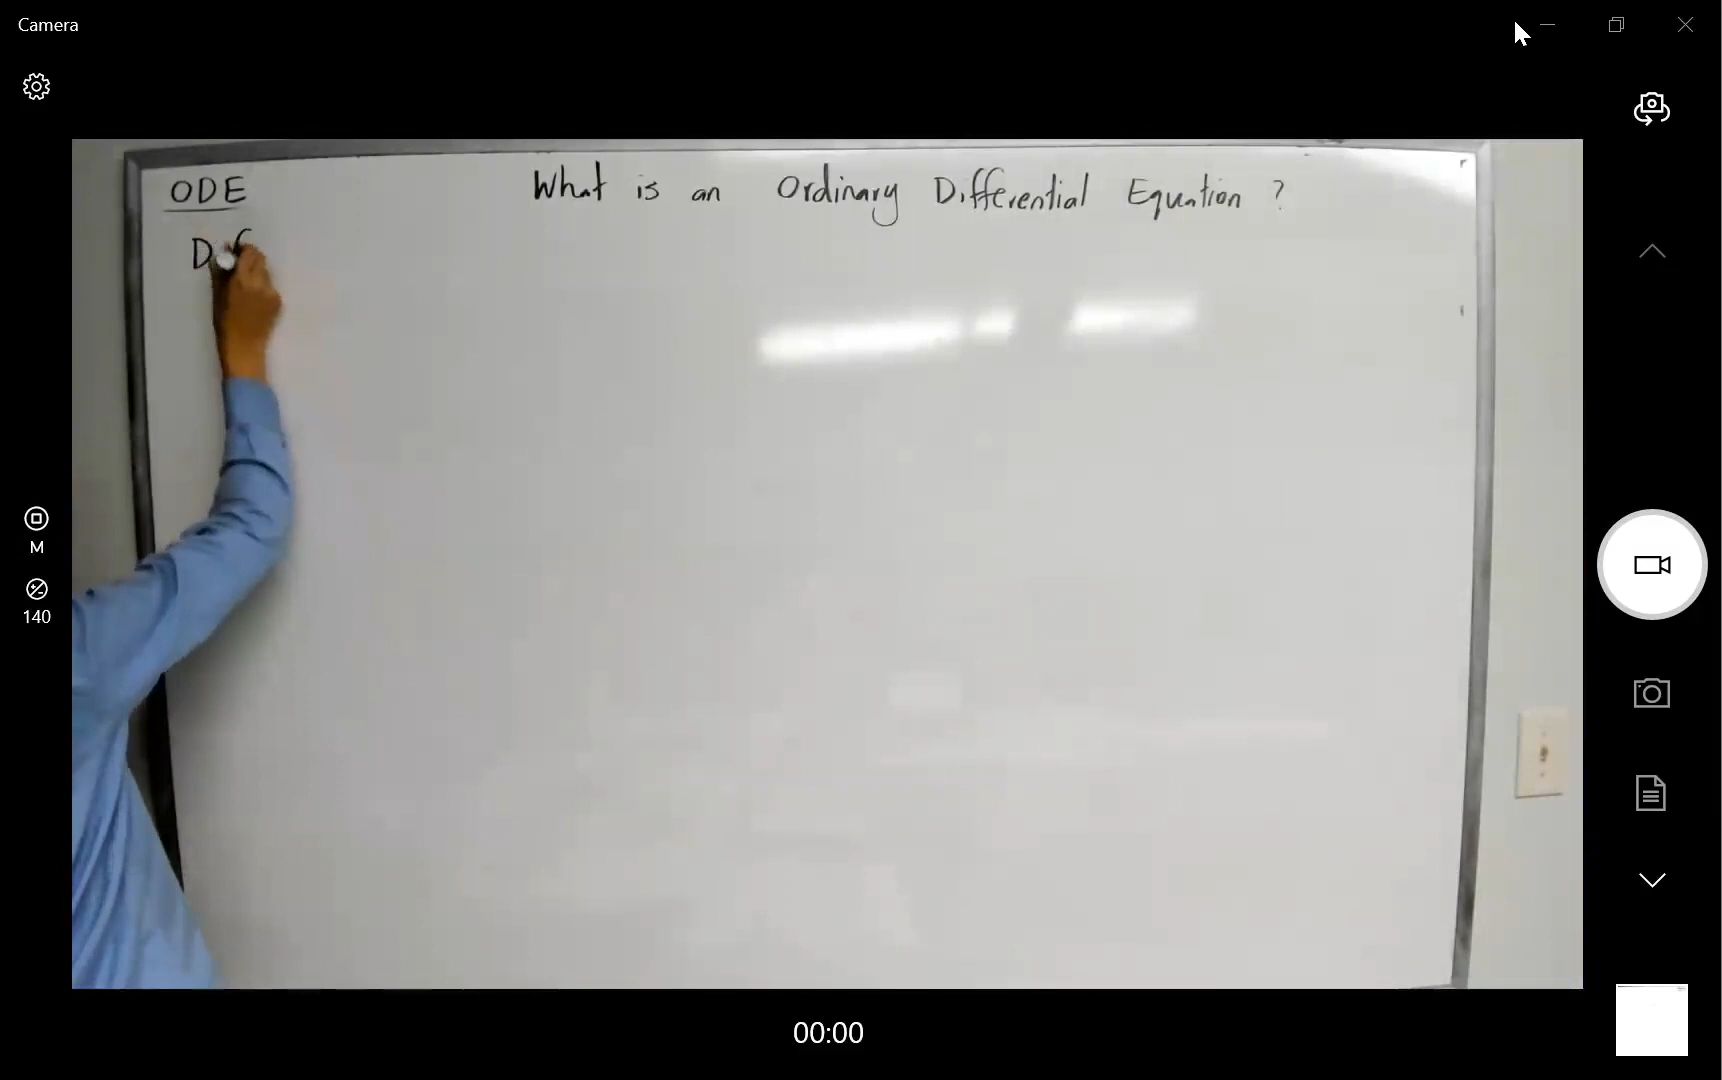 Camera
ODE What is an Ordinary Differential Equation ?
M
140
00:00